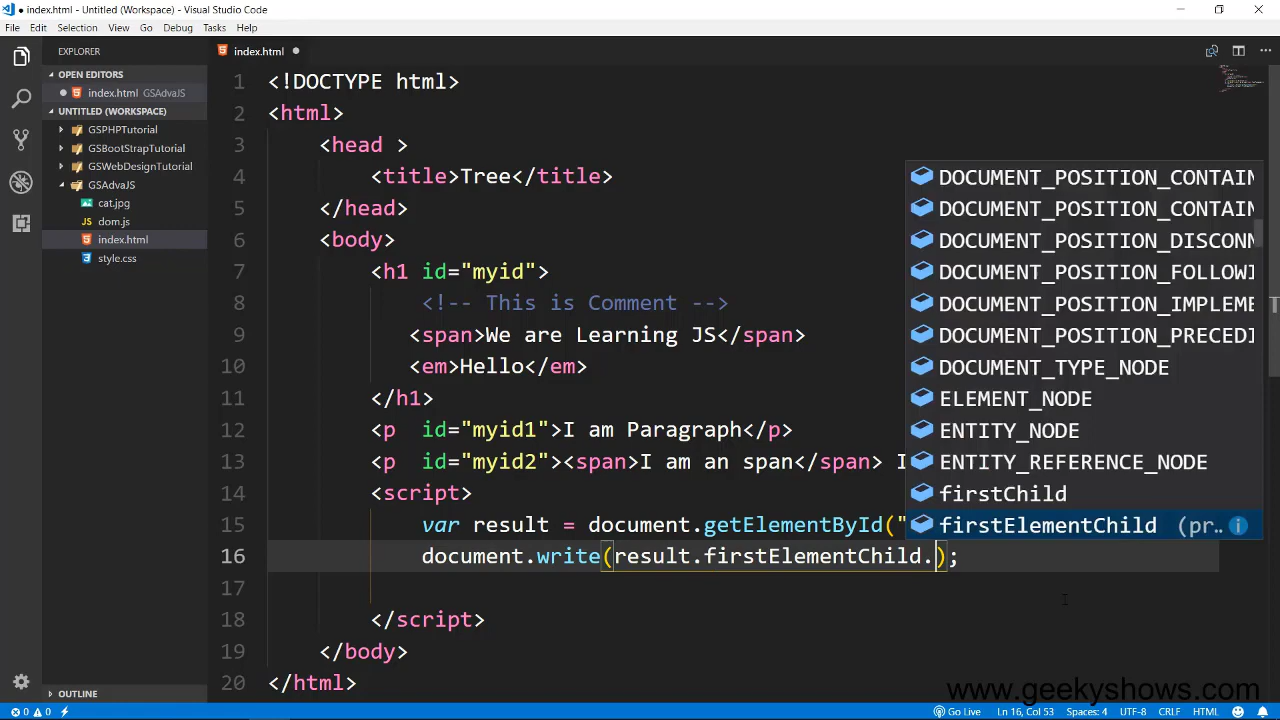 index.html - Untitled (Workspace) - Visual Studio Code
File Edit Selection View Go Debug Tasks Help
EXPLORER
OPEN EDITORS
index.html GSAdvaJS
UNTITLED (WORKSPACE)
GSPHPTutorial
GSBootStrapTutorial
GSWebDesignTutorial
GSAdvaJS
cat.jpg
JS dom.js
index.html
style.css
OUTLINE
index.html
1 <!DOCTYPE html>
2 <html>
3 <head >
4 <title>Tree</title>
5 </head>
6 <body>
7 <h1 id="myid">
8 <!-- This is Comment -->
9 <span>We are Learning JS</span>
10 <em>Hello</em>
11 </h1>
12 <p id="myid1">I am Paragraph</p>
13 <p id="myid2"><span>I am an span</span> I
14 <script>
15 var result = document.getElementById("
16 document.write(result.firstElementChild.);
17
18 </script>
19 </body>
20 </html>
DOCUMENT_POSITION_CONTAIN
DOCUMENT_POSITION_CONTAIN
DOCUMENT_POSITION_DISCONN
DOCUMENT_POSITION_FOLLOWI
DOCUMENT_POSITION_IMPLEME
DOCUMENT_POSITION_PRECEDI
DOCUMENT_TYPE_NODE
ELEMENT_NODE
ENTITY_NODE
ENTITY_REFERENCE_NODE
firstChild
firstElementChild (pr..
www.geekyshows.com
0 0 Go Live Ln 16, Col 53 Spaces: 4 UTF-8 CRLF HTML